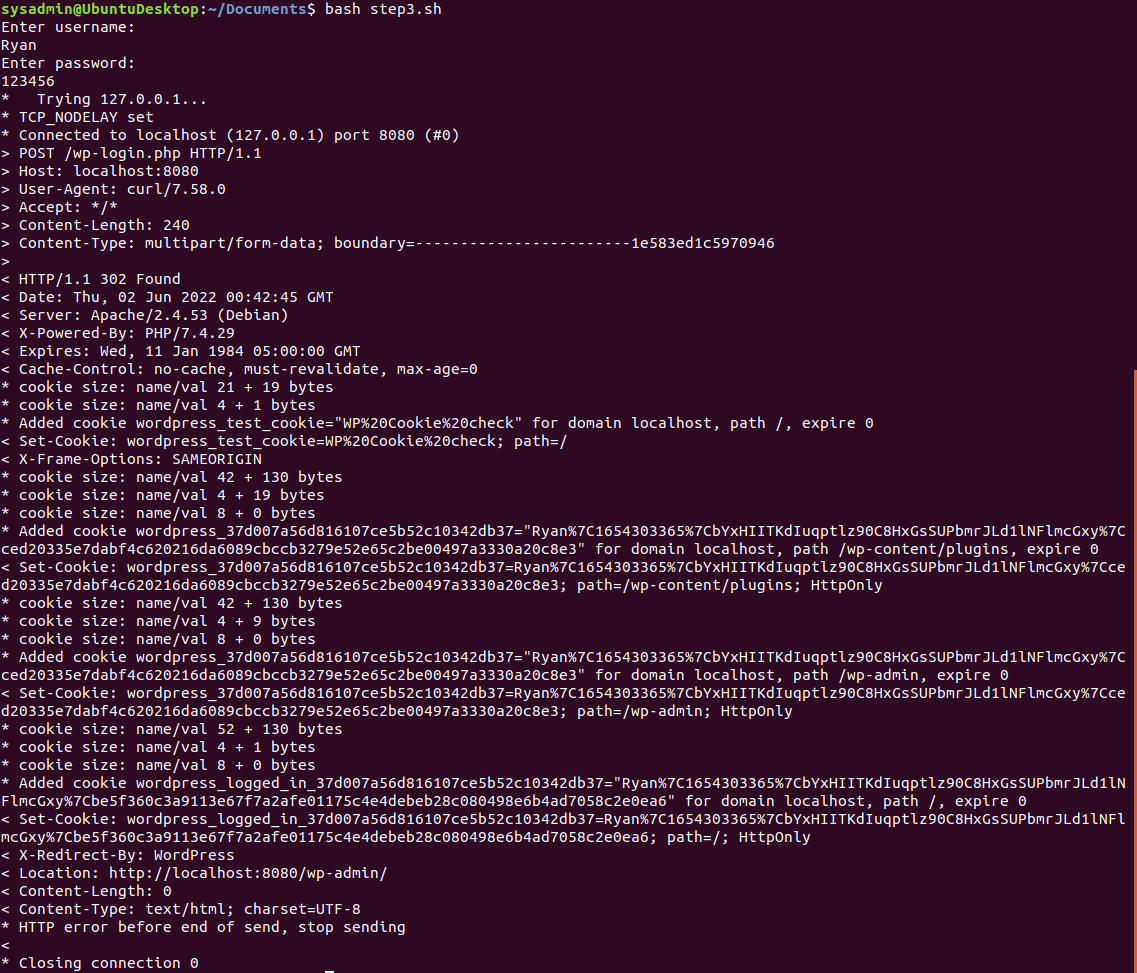 sysadmin@UbuntuDesktop:~/Documents$ bash step3.sh
Enter username:
Ryan
Enter password:
123456
*   Trying 127.0.0.1...
* TCP_NODELAY set
* Connected to localhost (127.0.0.1) port 8080 (#0)
> POST /wp-login.php HTTP/1.1
> Host: localhost:8080
> User-Agent: curl/7.58.0
> Accept: */*
> Content-Length: 240
> Content-Type: multipart/form-data; boundary=------------------------1e583ed1c5970946
>
< HTTP/1.1 302 Found
< Date: Thu, 02 Jun 2022 00:42:45 GMT
< Server: Apache/2.4.53 (Debian)
< X-Powered-By: PHP/7.4.29
< Expires: Wed, 11 Jan 1984 05:00:00 GMT
< Cache-Control: no-cache, must-revalidate, max-age=0
* cookie size: name/val 21 + 19 bytes
* cookie size: name/val 4 + 1 bytes
* Added cookie wordpress_test_cookie="WP%20Cookie%20check" for domain localhost, path /, expire 0
< Set-Cookie: wordpress_test_cookie=WP%20Cookie%20check; path=/
< X-Frame-Options: SAMEORIGIN
* cookie size: name/val 42 + 130 bytes
* cookie size: name/val 4 + 19 bytes
* cookie size: name/val 8 + 0 bytes
* Added cookie wordpress_37d007a56d816107ce5b52c10342db37="Ryan%7C1654303365%7CbYxHIITKdIuqptlz90C8HxGsSUPbmrJLd1lNFlmcGxy%7C
ced20335e7dabf4c620216da6089cbccb3279e52e65c2be00497a3330a20c8e3" for domain localhost, path /wp-content/plugins, expire 0
< Set-Cookie: wordpress_37d007a56d816107ce5b52c10342db37=Ryan%7C1654303365%7CbYxHIITKdIuqptlz90C8HxGsSUPbmrJLd1lNFlmcGxy%7Cce
d20335e7dabf4c620216da6089cbccb3279e52e65c2be00497a3330a20c8e3; path=/wp-content/plugins; HttpOnly
* cookie size: name/val 42 + 130 bytes
* cookie size: name/val 4 + 9 bytes
* cookie size: name/val 8 + 0 bytes
* Added cookie wordpress_37d007a56d816107ce5b52c10342db37="Ryan%7C1654303365%7CbYxHIITKdIuqptlz90C8HxGsSUPbmrJLd1lNFlmcGxy%7C
ced20335e7dabf4c620216da6089cbccb3279e52e65c2be00497a3330a20c8e3" for domain localhost, path /wp-admin, expire 0
< Set-Cookie: wordpress_37d007a56d816107ce5b52c10342db37=Ryan%7C1654303365%7CbYxHIITKdIuqptlz90C8HxGsSUPbmrJLd1lNFlmcGxy%7Cce
d20335e7dabf4c620216da6089cbccb3279e52e65c2be00497a3330a20c8e3; path=/wp-admin; HttpOnly
* cookie size: name/val 52 + 130 bytes
* cookie size: name/val 4 + 1 bytes
* cookie size: name/val 8 + 0 bytes
* Added cookie wordpress_logged_in_37d007a56d816107ce5b52c10342db37="Ryan%7C1654303365%7CbYxHIITKdIuqptlz90C8HxGsSUPbmrJLd1lN
FlmcGxy%7Cbe5f360c3a9113e67f7a2afe01175c4e4debeb28c080498e6b4ad7058c2e0ea6" for domain localhost, path /, expire 0
< Set-Cookie: wordpress_logged_in_37d007a56d816107ce5b52c10342db37=Ryan%7C1654303365%7CbYxHIITKdIuqptlz90C8HxGsSUPbmrJLd1lNFl
mcGxy%7Cbe5f360c3a9113e67f7a2afe01175c4e4debeb28c080498e6b4ad7058c2e0ea6; path=/; HttpOnly
< X-Redirect-By: WordPress
< Location: http://localhost:8080/wp-admin/
< Content-Length: 0
< Content-Type: text/html; charset=UTF-8
* HTTP error before end of send, stop sending
<
* Closing connection 0